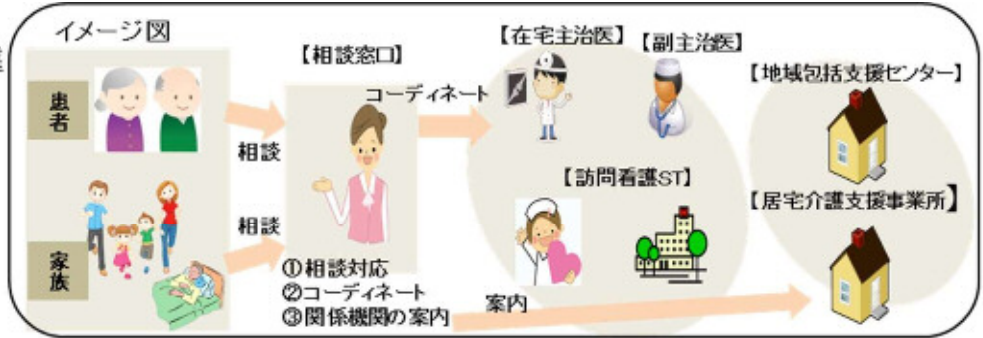 イメージ図
患者
家族
相談
相談
【相談窓口】
①相談対応
②コーディネート
③関係機関の案内
コーディネート
案内
【在宅主治医】
【副主治医】
【訪問看護ST】
【地域包括支援センター】
【居宅介護支援事業所】